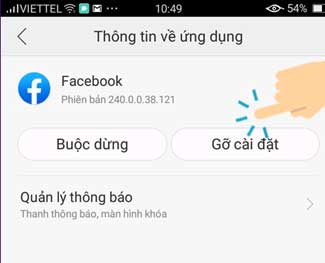 VIETTEL 10:49 54%
Thông tin về ứng dụng
Facebook
Phiên bản 240.0.0.38.121
Buộc dừng Gỡ cài đặt
Quản lý thông báo
Thanh thông báo, màn hình khóa